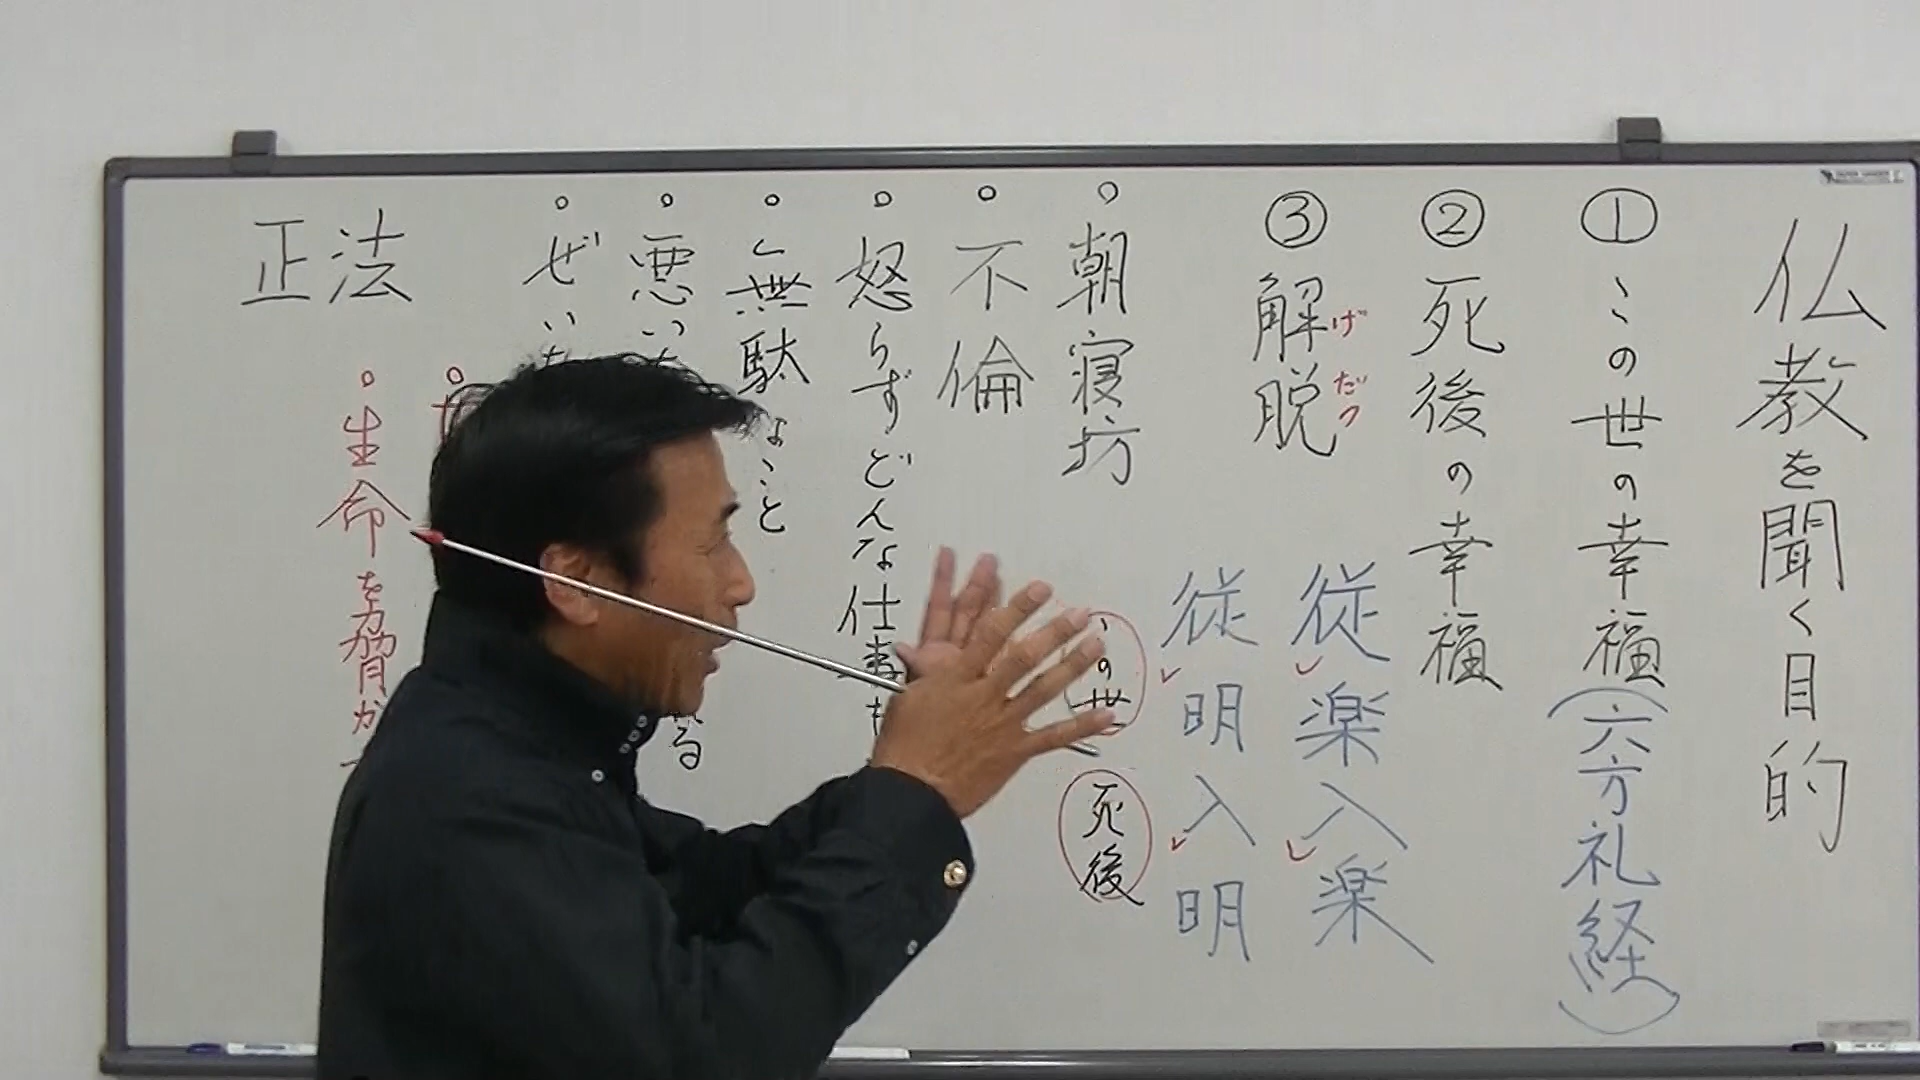 仏教を聞く目的
①この世の幸福
(六方礼経)
②死後の幸福
③解脱
げだつ
従楽入楽
従明入明
。朝寝坊
の世
死後
。不倫
。怒らずどんな仕事も
。無駄なこと
。悪い
る
。ぜい
正法
。生命を脅か